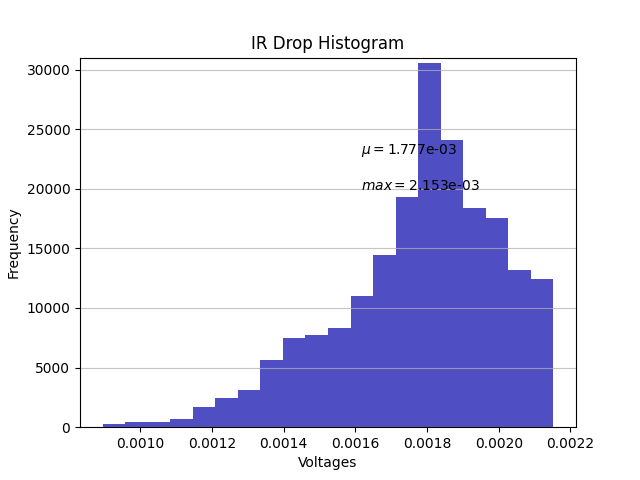 IR Drop Histogram
30000
25000
20000
15000
10000
5000
0
Frequency
μ = 1.777e-03
max = 2.153e-03
0.0010 0.0012 0.0014 0.0016 0.0018 0.0020 0.0022
Voltages